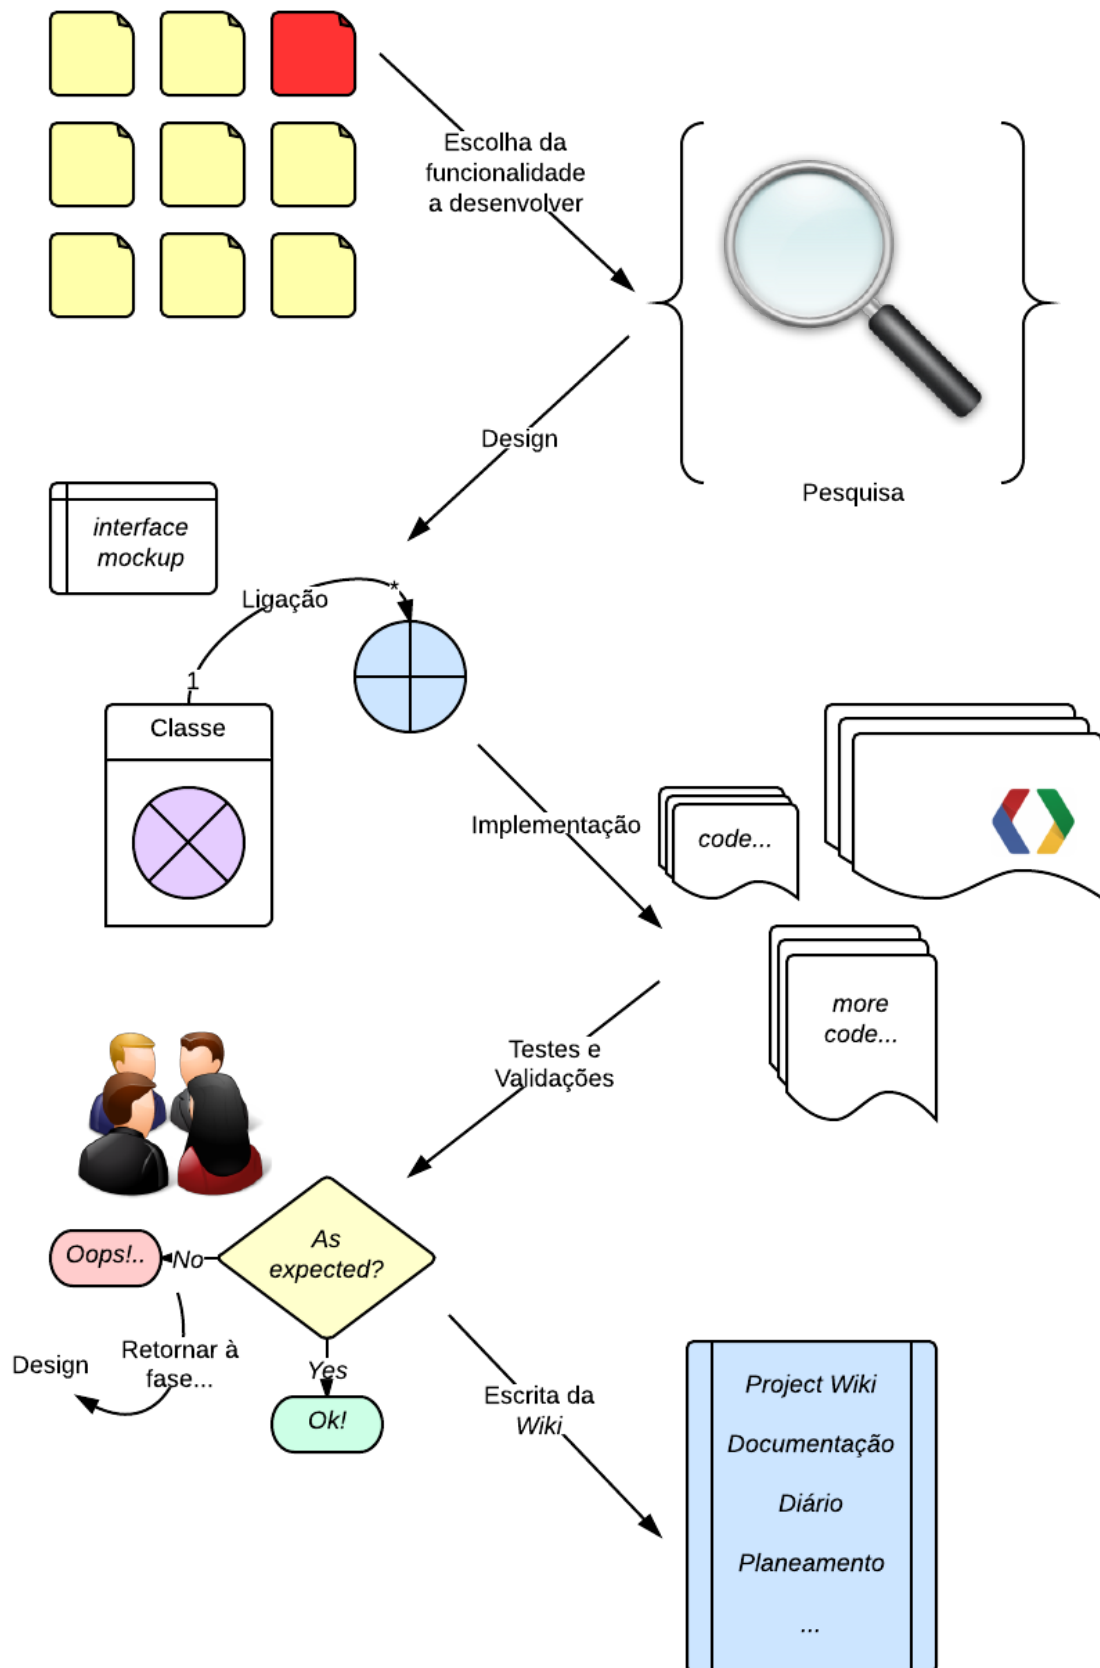 Escolha da
funcionalidade
a desenvolver
Pesquisa
Design
interface
mockup
Ligação
*
1
Classe
Implementação
code...
more
code...
Testes e
Validações
As
expected?
No
Oops!..
Retornar à
fase...
Design
Yes
Ok!
Escrita da
Wiki
Project Wiki
Documentação
Diário
Planeamento
...